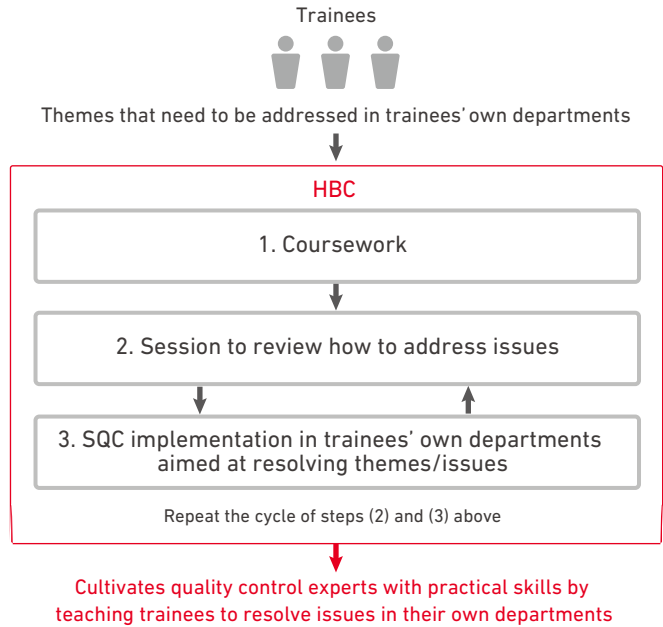 Trainees
Themes that need to be addressed in trainees’ own departments
HBC
1. Coursework
2. Session to review how to address issues
3. SQC implementation in trainees’ own departments
aimed at resolving themes/issues
Repeat the cycle of steps (2) and (3) above
Cultivates quality control experts with practical skills by
teaching trainees to resolve issues in their own departments